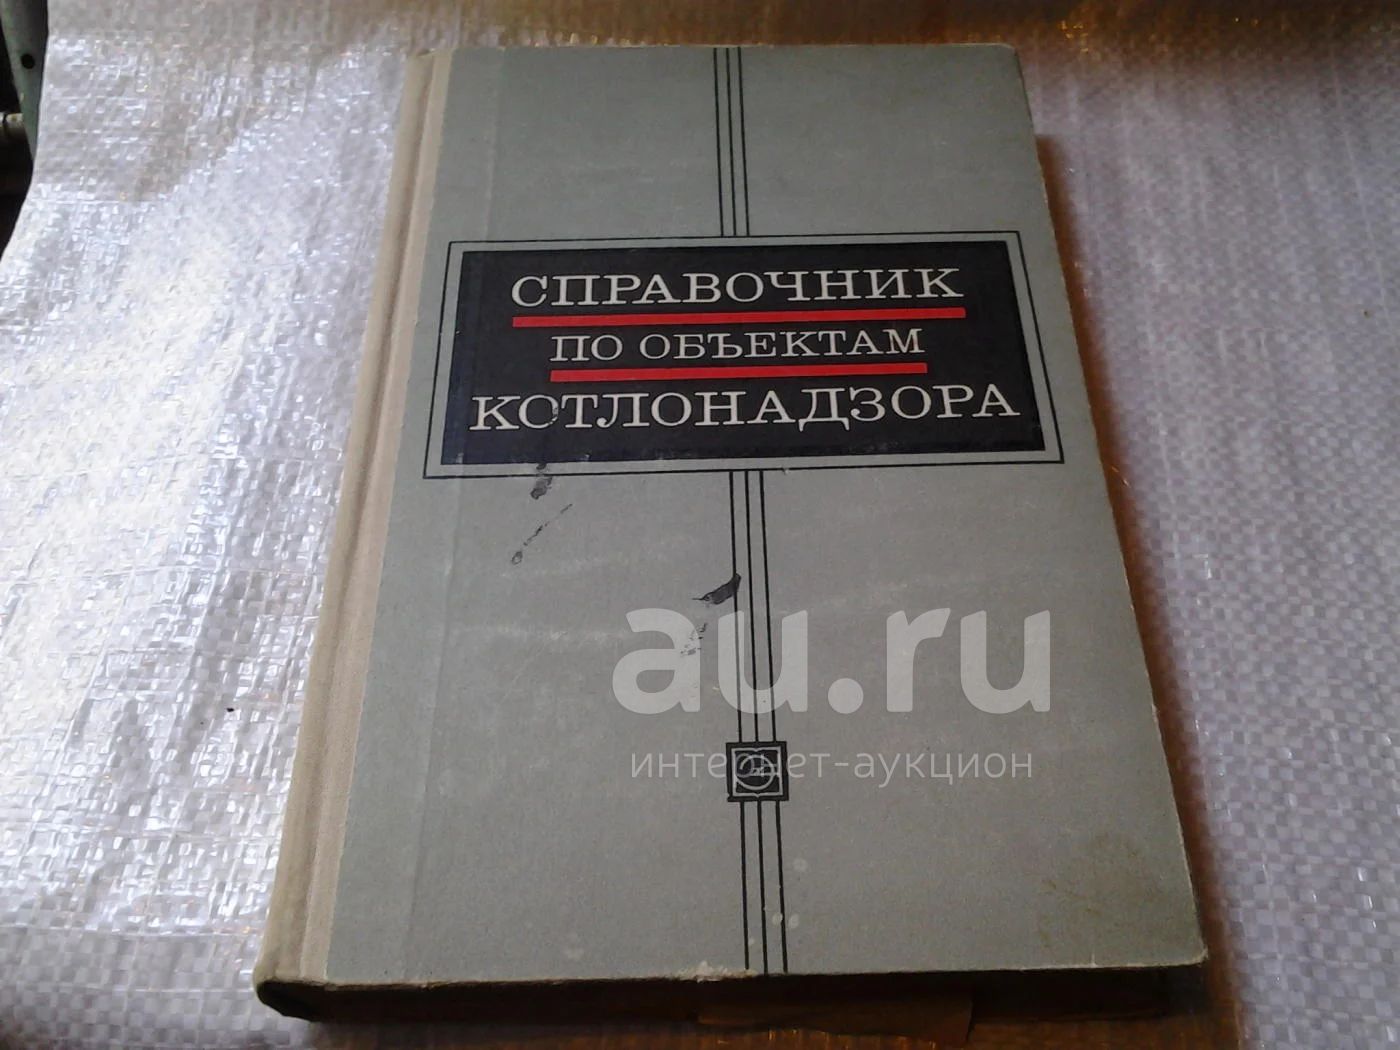 СПРАВОЧНИК
ПО ОБЪЕКТАМ
КОТЛОНАДЗОРА
au.ru
интернет-аукцион